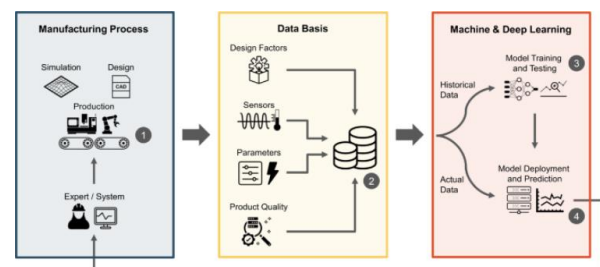 Manufacturing Process
Simulation
Design
CAD
Production
1
Expert / System
Data Basis
Design Factors
Sensors
Parameters
Product Quality
2
Machine & Deep Learning
Model Training
and Testing
3
Historical
Data
Actual
Data
Model Deployment
and Prediction
4